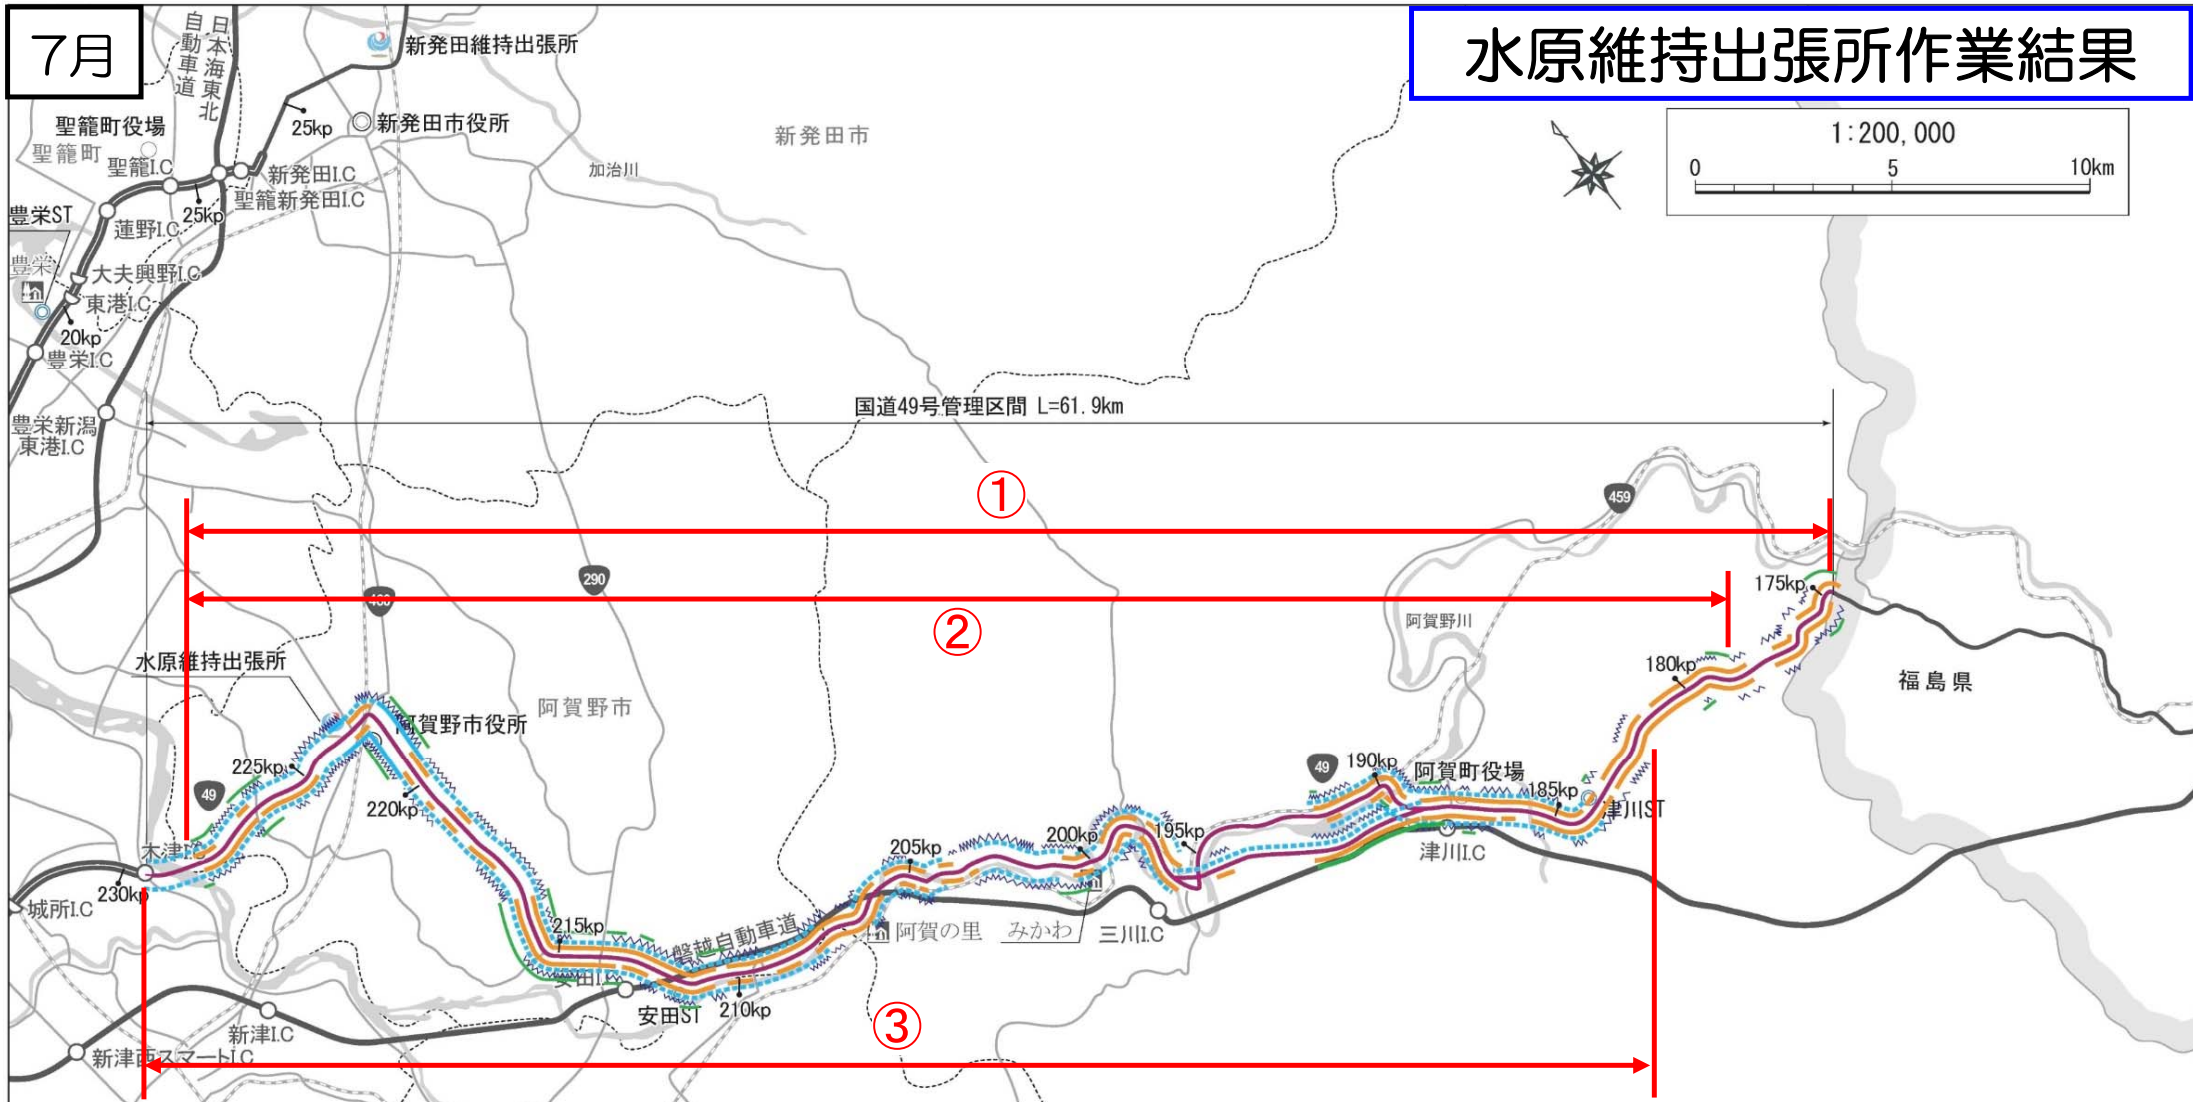 7月
水原維持出張所作業結果
日本海東北
自動車道
新発田維持出張所
25kp
新発田市役所
新発田市
1:200,000
0 5 10km
聖籠町役場
聖籠町
聖籠I.C
新発田I.C
聖籠新発田I.C
加治川
25kp
豊栄ST
蓮野I.C
豊栄
大夫興野I.C
東港I.C
20kp
豊栄I.C
豊栄新潟
東港I.C
国道49号管理区間 L=61.9km
①
459
290
②
175kp
阿賀野川
水原維持出張所
180kp
福島県
阿賀野市
阿賀野市役所
225kp
49
49
190kp
阿賀町役場
220kp
185kp
津川ST
木津I.C
205kp
200kp
195kp
津川I.C
230kp
城所I.C
215kp
磐越自動車道
阿賀の里 みかわ
三川I.C
安田I.C
安田ST
210kp
③
新津I.C
新津西スマートI.C